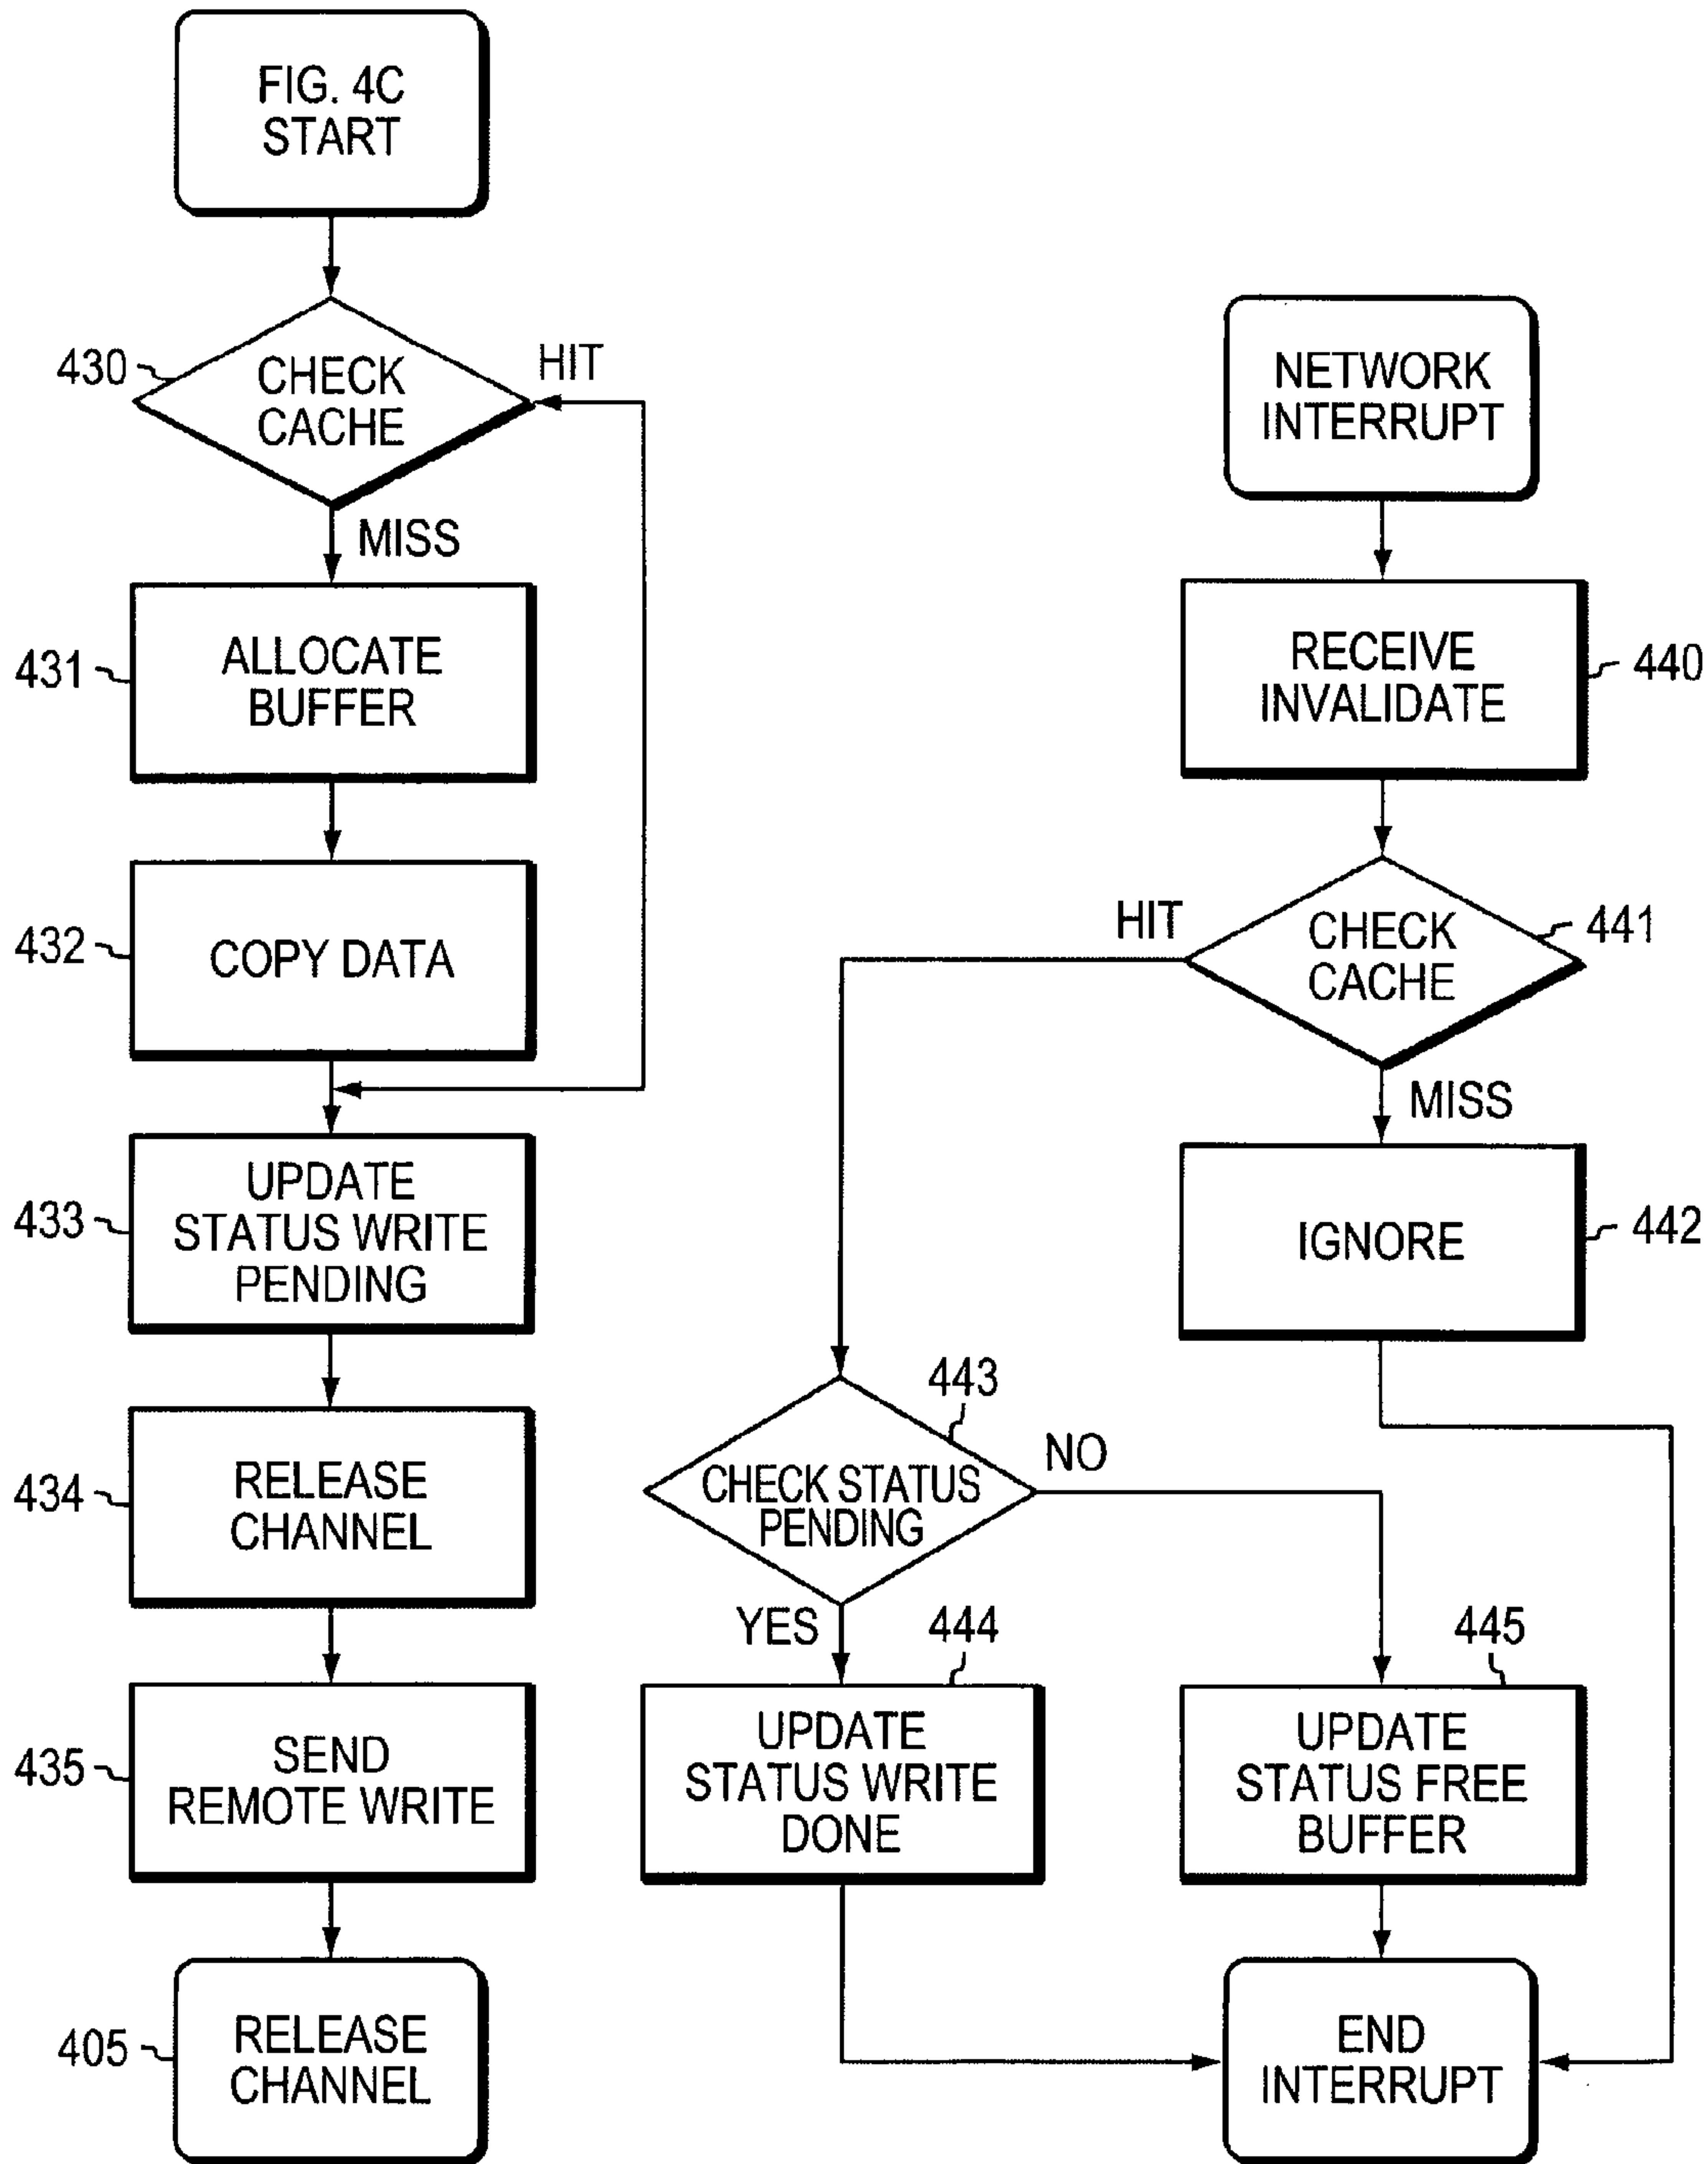 FIG. 4C
START
430
CHECK
CACHE
HIT
MISS
431
ALLOCATE
BUFFER
432
COPY DATA
433
UPDATE
STATUS WRITE
PENDING
434
RELEASE
CHANNEL
435
SEND
REMOTE WRITE
405
RELEASE
CHANNEL
NETWORK
INTERRUPT
RECEIVE
INVALIDATE
440
HIT
CHECK
CACHE
441
MISS
IGNORE
442
443
CHECK STATUS
PENDING
NO
YES
444
UPDATE
STATUS WRITE
DONE
445
UPDATE
STATUS FREE
BUFFER
END
INTERRUPT